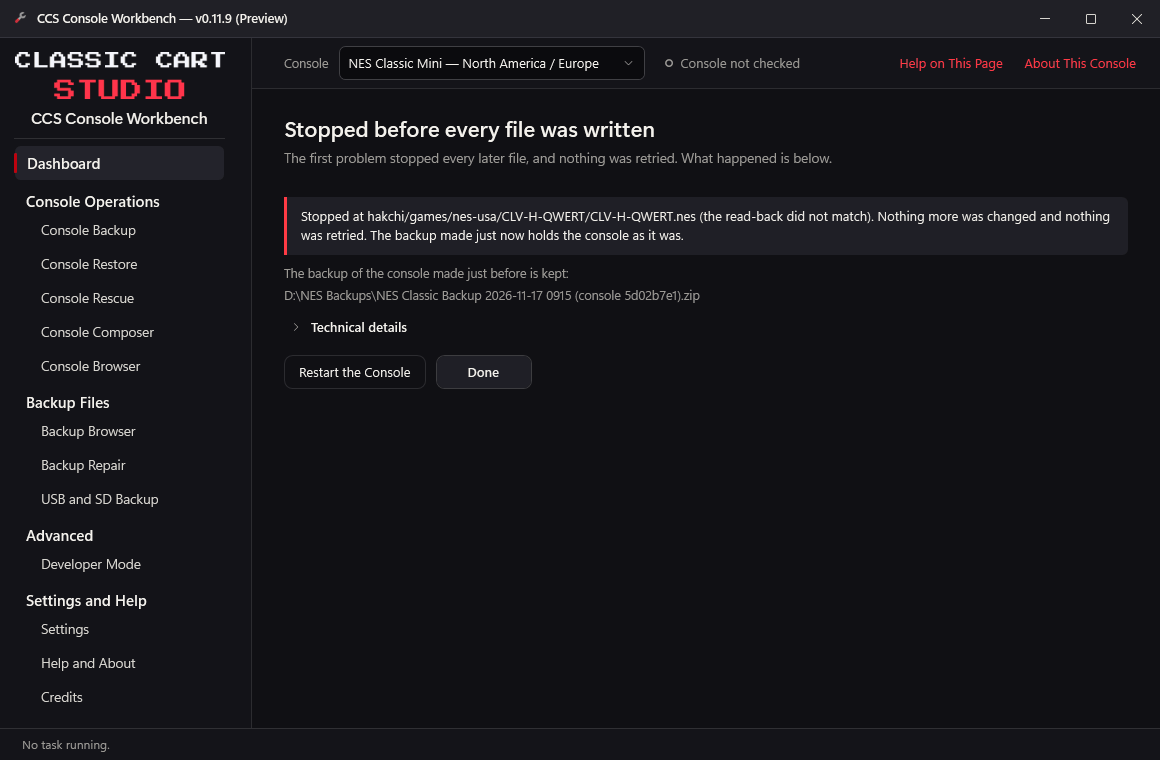 CCS Console Workbench — v0.11.9 (Preview)
CLASSIC CART
STUDIO
CCS Console Workbench
Dashboard
Console Operations
Console Backup
Console Restore
Console Rescue
Console Composer
Console Browser
Backup Files
Backup Browser
Backup Repair
USB and SD Backup
Advanced
Developer Mode
Settings and Help
Settings
Help and About
Credits
Console
NES Classic Mini — North America / Europe
Console not checked
Help on This Page
About This Console
Stopped before every file was written
The first problem stopped every later file, and nothing was retried. What happened is below.
Stopped at hakchi/games/nes-usa/CLV-H-QWERT/CLV-H-QWERT.nes (the read-back did not match). Nothing more was changed and nothing
was retried. The backup made just now holds the console as it was.
The backup of the console made just before is kept:
D:\NES Backups\NES Classic Backup 2026-11-17 0915 (console 5d02b7e1).zip
Technical details
Restart the Console
Done
No task running.